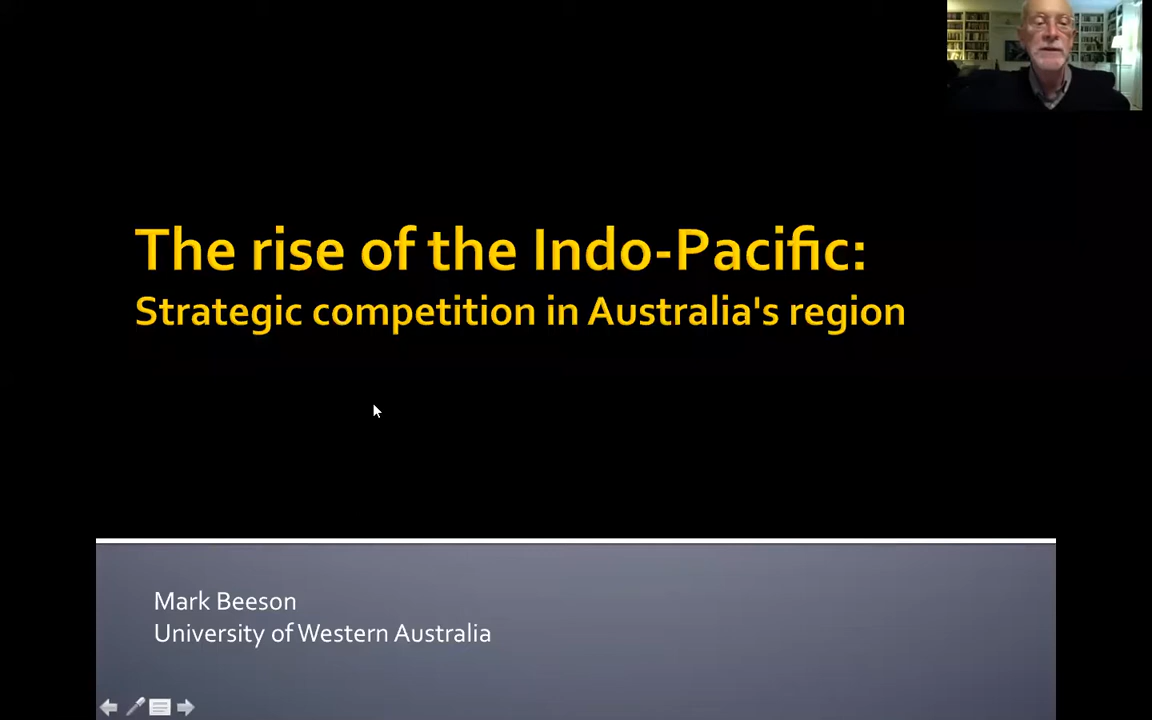 The rise of the Indo-Pacific:
Strategic competition in Australia's region
Mark Beeson
University of Western Australia